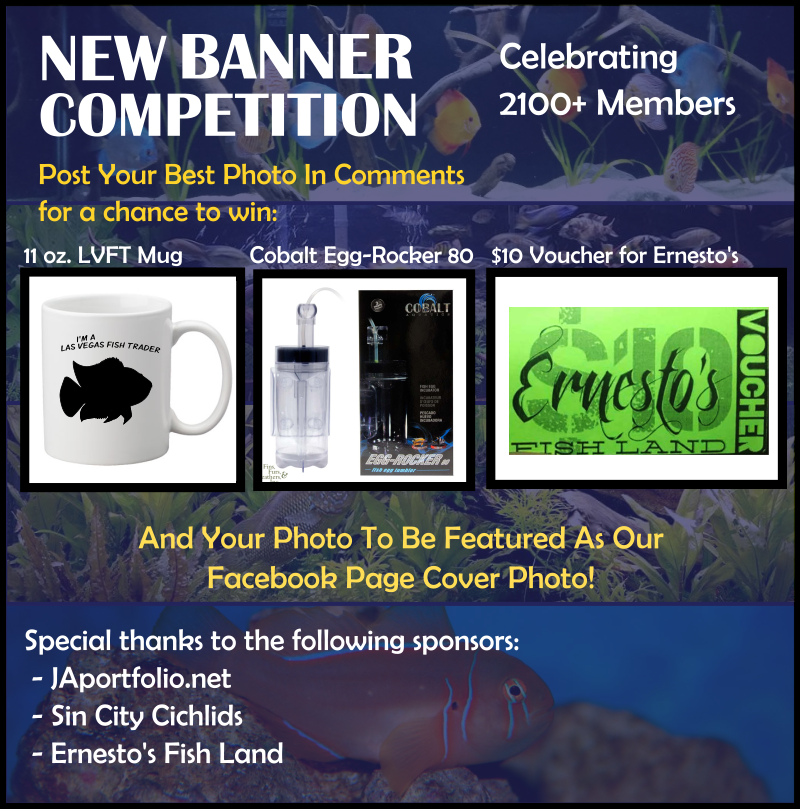 NEW BANNER
COMPETITION
Celebrating
2100+ Members
Post Your Best Photo In Comments
for a chance to win:
11 oz. LVFT Mug
Cobalt Egg-Rocker 80
$10 Voucher for Ernesto's
I'M A
LAS VEGAS FISH TRADER
COBALT
EGG-ROCKER 80
fish egg tumbler
$10
Ernesto's
FISH LAND
VOUCHER
And Your Photo To Be Featured As Our
Facebook Page Cover Photo!
Special thanks to the following sponsors:
- JAportfolio.net
- Sin City Cichlids
- Ernesto's Fish Land